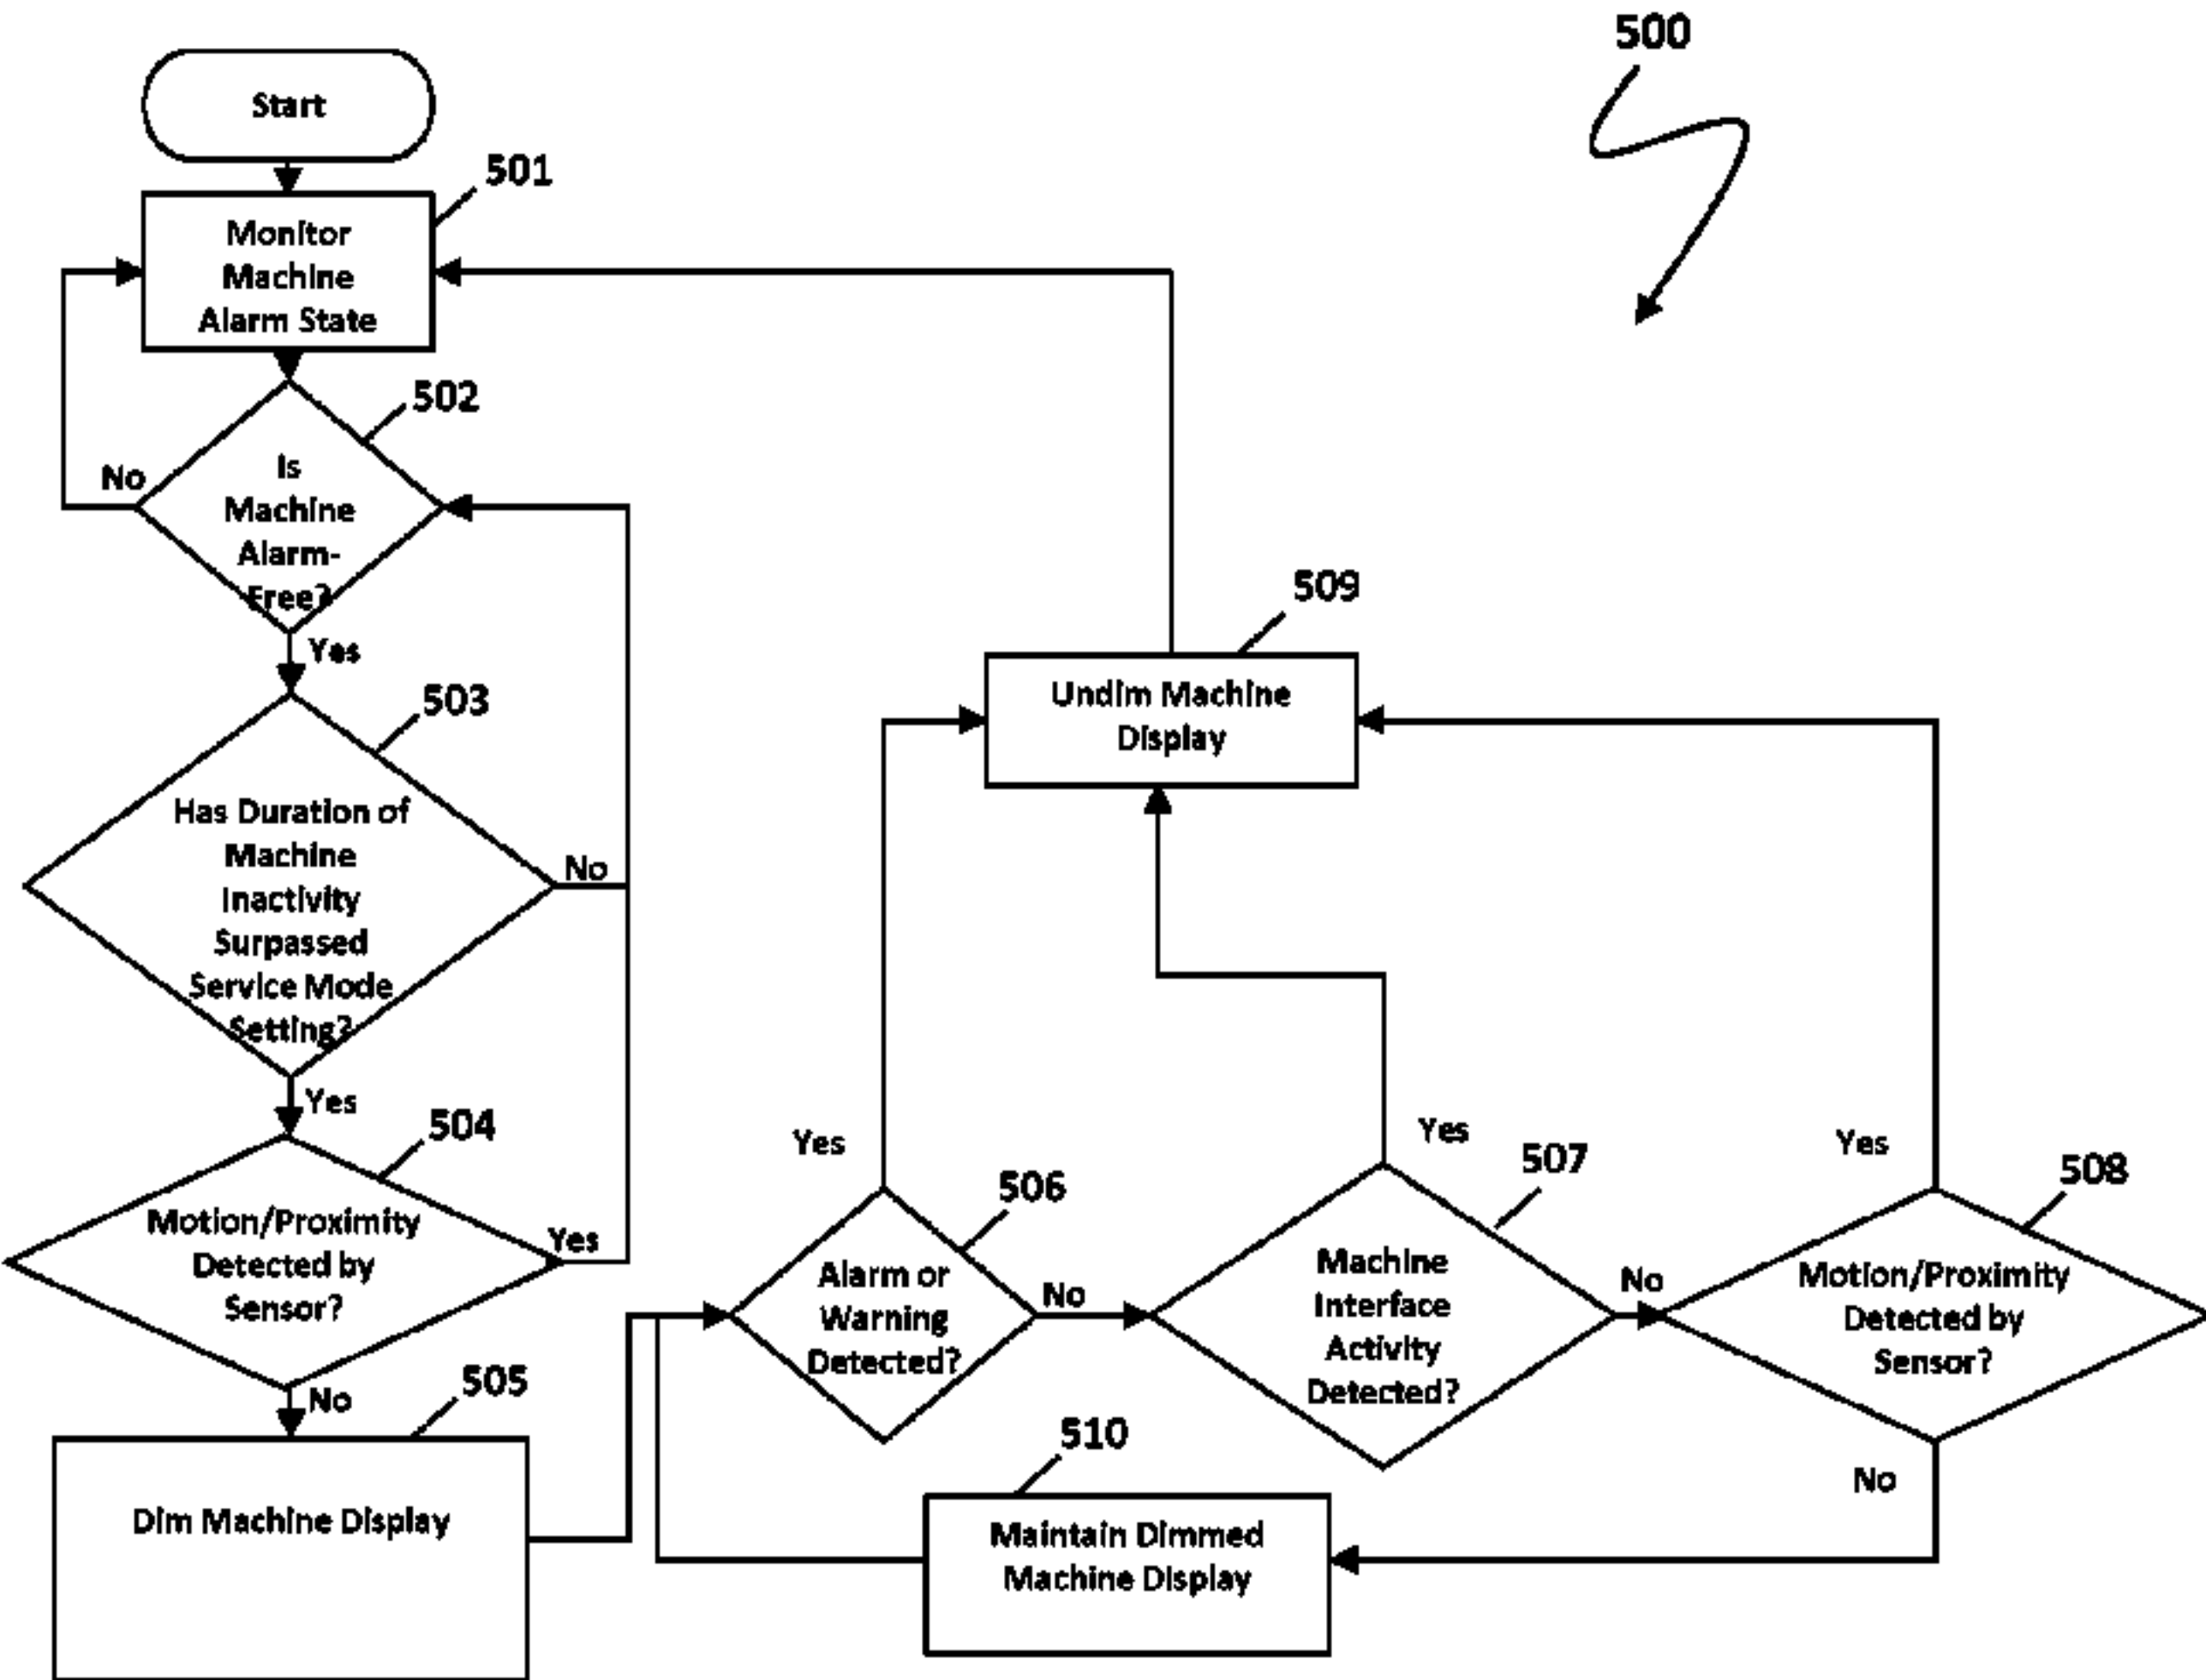 500
Start
501
Monitor
Machine
Alarm State
502
No
Is
Machine
Alarm-
Free?
Yes
503
Has Duration of
Machine
Inactivity
Surpassed
Service Mode
Setting?
No
Yes
504
Motion/Proximity
Detected by
Sensor?
Yes
No
505
Dim Machine Display
506
Alarm or
Warning
Detected?
Yes
No
507
Machine
Interface
Activity
Detected?
Yes
No
508
Motion/Proximity
Detected by
Sensor?
Yes
No
509
Undim Machine
Display
510
Maintain Dimmed
Machine Display